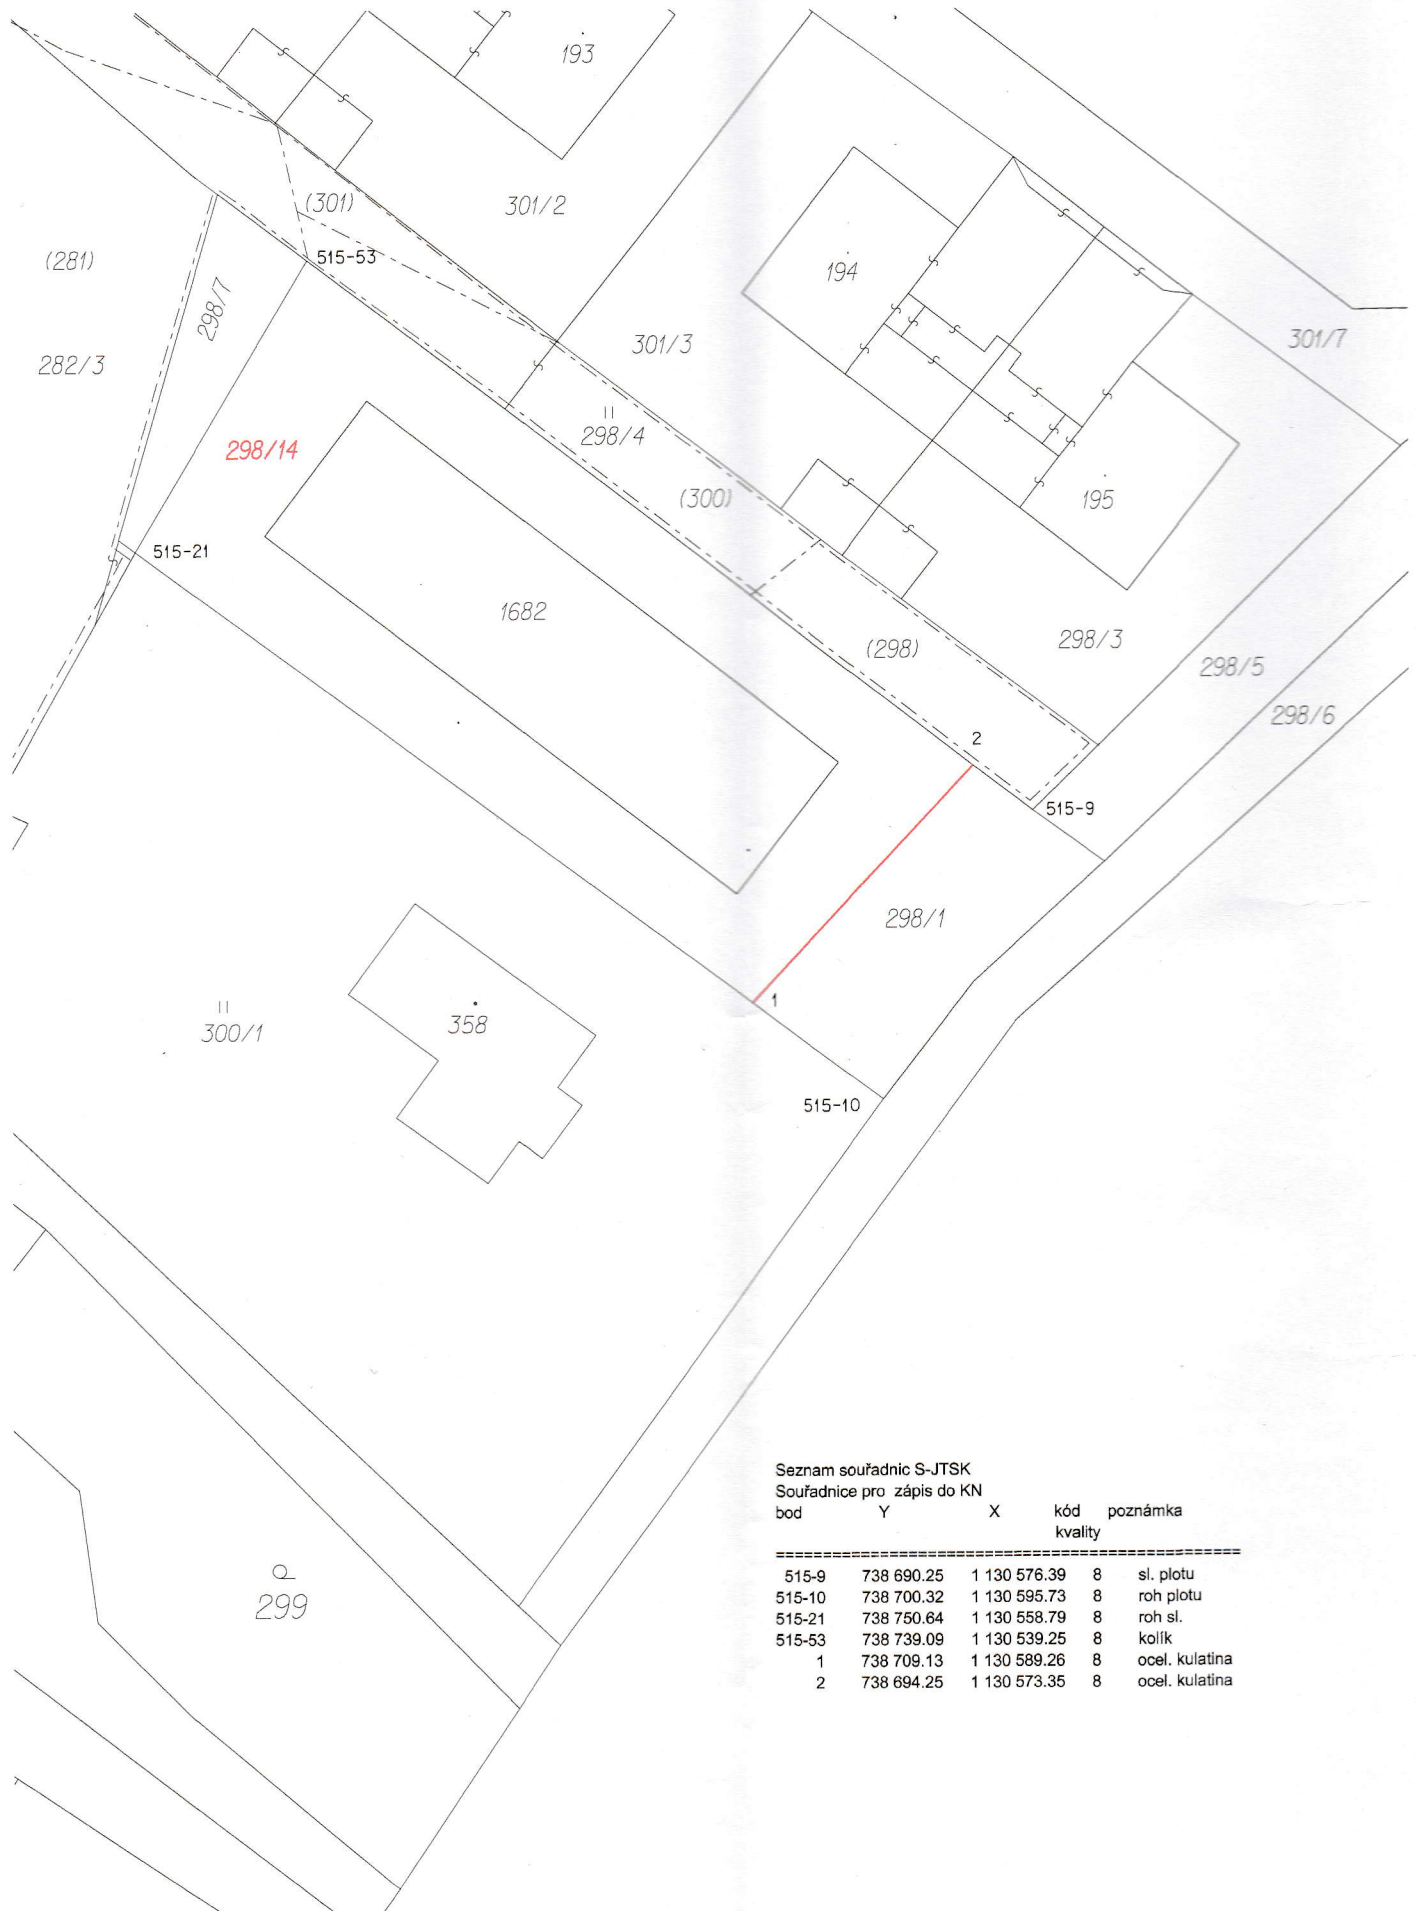 193
(301)
301/2
(281)
515-53
194
298/7
301/3
301/7
282/3
298/4
298/14
(300)
195
515-21
1682
(298)
298/3
298/5
298/6
2
515-9
298/1
1
300/1
358
515-10
299
Seznam souřadnic S-JTSK
Souřadnice pro zápis do KN
bod Y X kód poznámka
kvality
515-9 738 690.25 1 130 576.39 8 sl. plotu
515-10 738 700.32 1 130 595.73 8 roh plotu
515-21 738 750.64 1 130 558.79 8 roh sl.
515-53 738 739.09 1 130 539.25 8 kolík
1 738 709.13 1 130 589.26 8 ocel. kulatina
2 738 694.25 1 130 573.35 8 ocel. kulatina